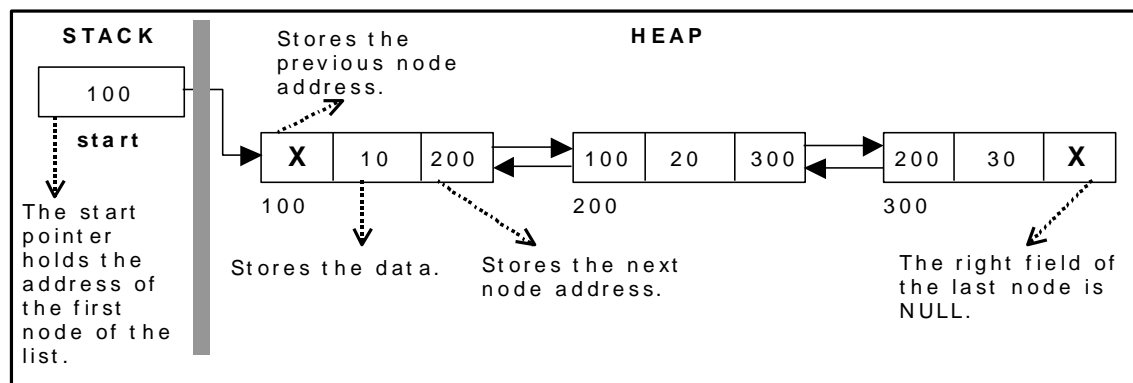 STACK
HEAP
Stores the
previous node
address.
100
start
X 10 200
100 20 300
200 30 X
100
200
300
The start
pointer
holds the
address of
the first
node of the
list.
Stores the data.
Stores the next
node address.
The right field of
the last node is
NULL.